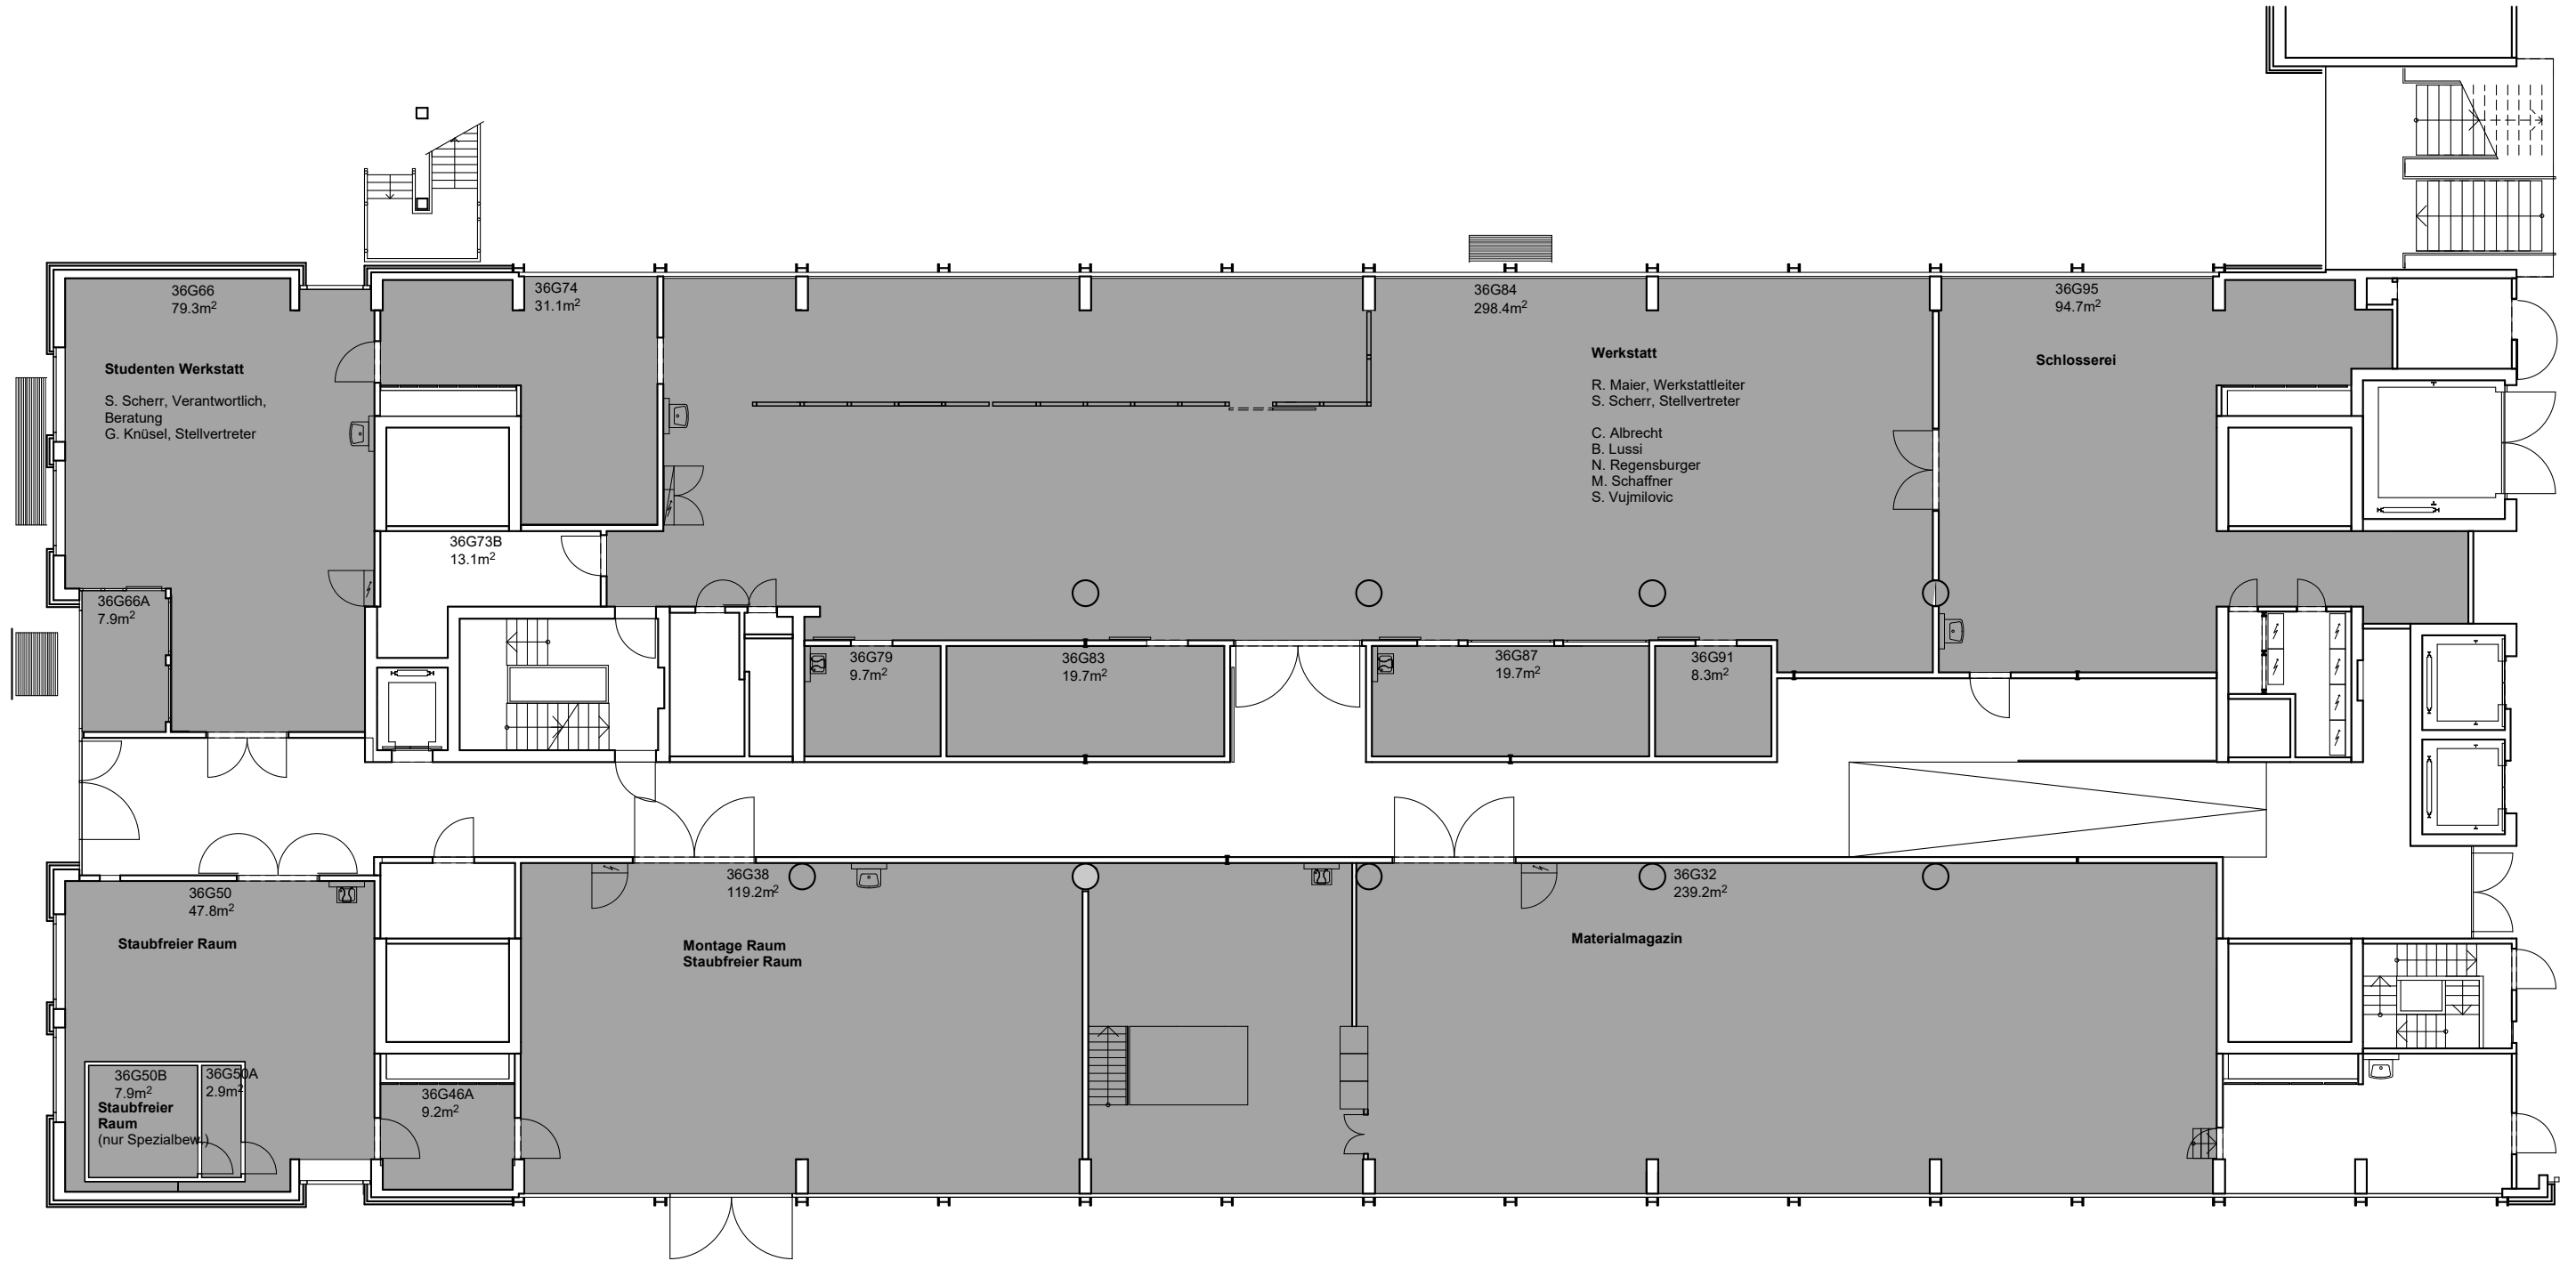 36G66
79.3m²
Studenten Werkstatt
S. Scherr, Verantwortlich,
Beratung
G. Knüsel, Stellvertreter
36G74
31.1m²
36G84
298.4m²
Werkstatt
R. Maier, Werkstattleiter
S. Scherr, Stellvertreter
C. Albrecht
B. Lussi
N. Regensburger
M. Schaffner
S. Vujmilovic
36G95
94.7m²
Schlosserei
36G73B
13.1m²
36G66A
7.9m²
36G79
9.7m²
36G83
19.7m²
36G87
19.7m²
36G91
8.3m²
36G50
47.8m²
Staubfreier Raum
36G38
119.2m²
Montage Raum
Staubfreier Raum
36G32
239.2m²
Materialmagazin
36G50B
7.9m²
Staubfreier
Raum
(nur Spezialbew.)
36G50A
2.9m²
36G46A
9.2m²